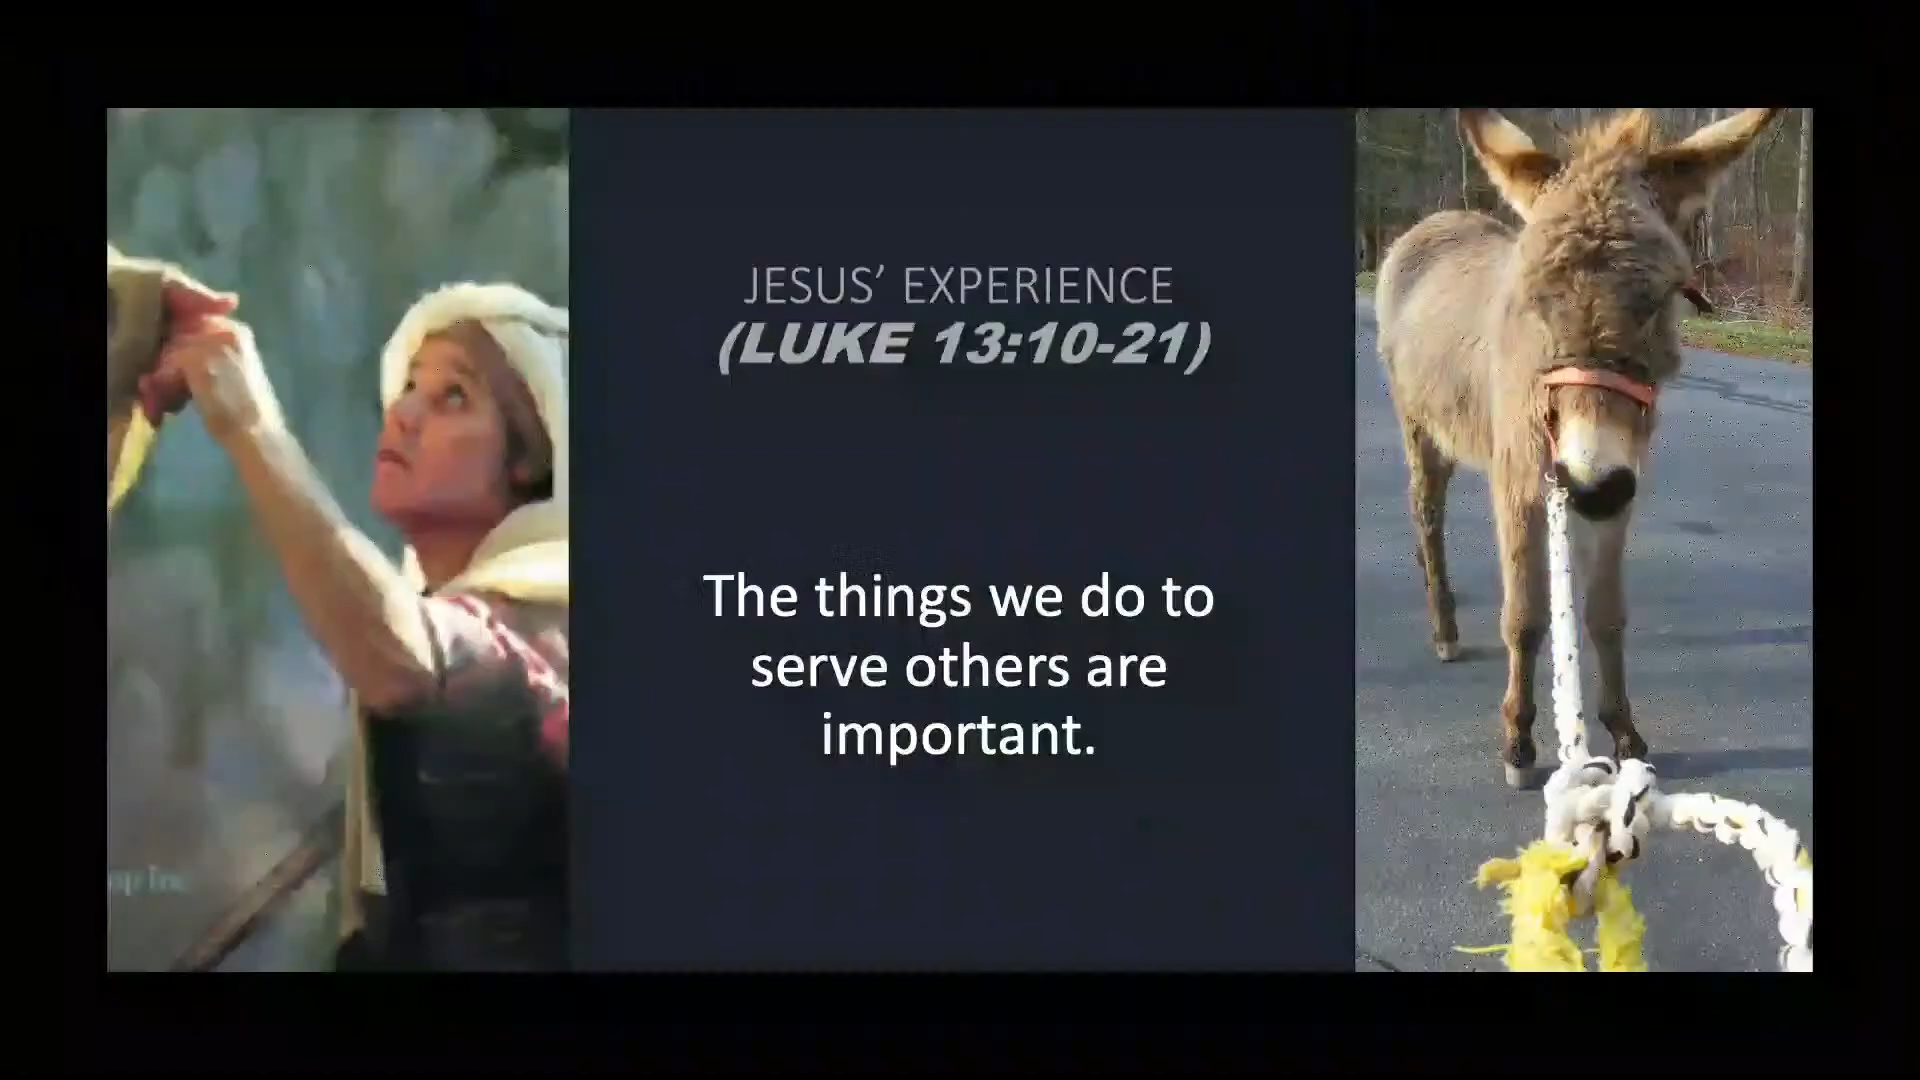 JESUS’ EXPERIENCE
(LUKE 13:10-21)
The things we do to
serve others are
important.